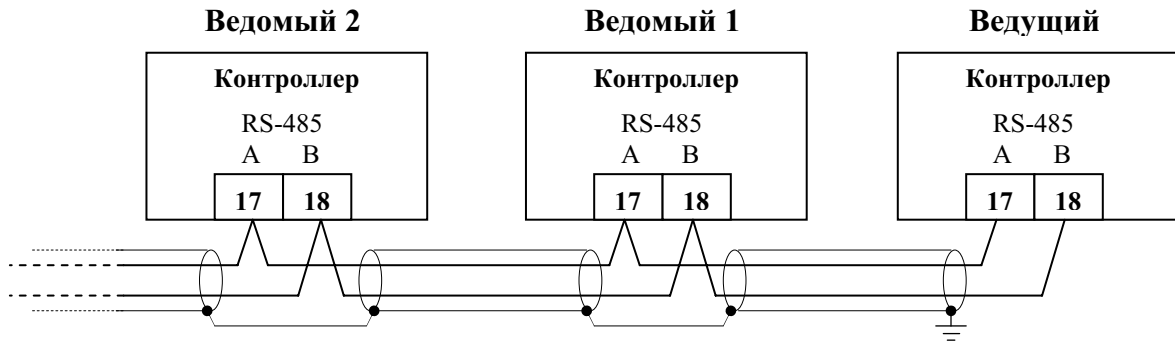 Ведомый 2 Ведомый 1 Ведущий
Контроллер Контроллер Контроллер
RS-485 RS-485 RS-485
A B A B A B
17 18 17 18 17 18